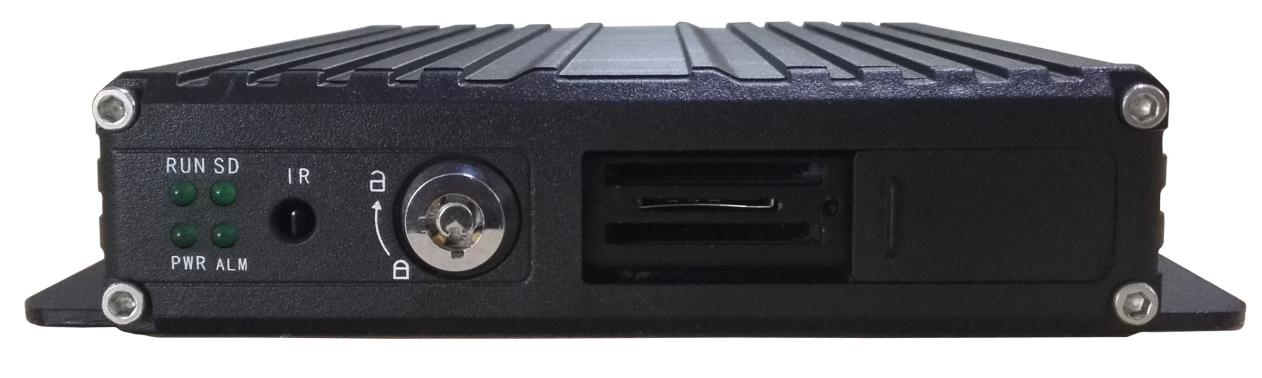 RUN SD
IR
PWR ALM